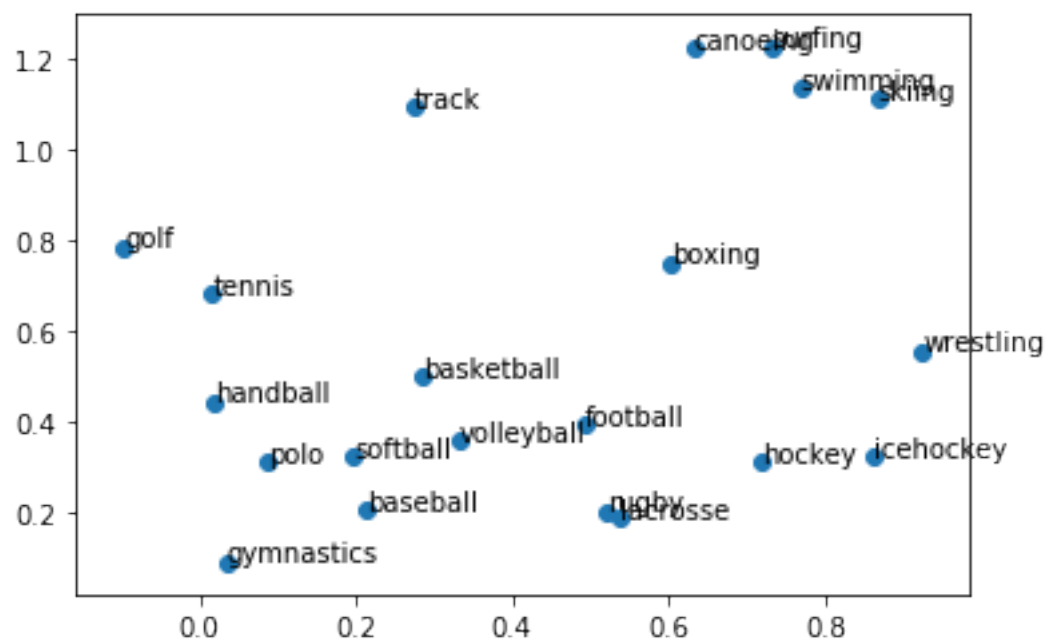 1.2
1.0
0.8
0.6
0.4
0.2
canoeing
surfing
swimming
skiing
track
golf
boxing
tennis
wrestling
basketball
handball
football
volleyball
polo
softball
hockey
icehockey
baseball
rugby
lacrosse
gymnastics
0.0 0.2 0.4 0.6 0.8